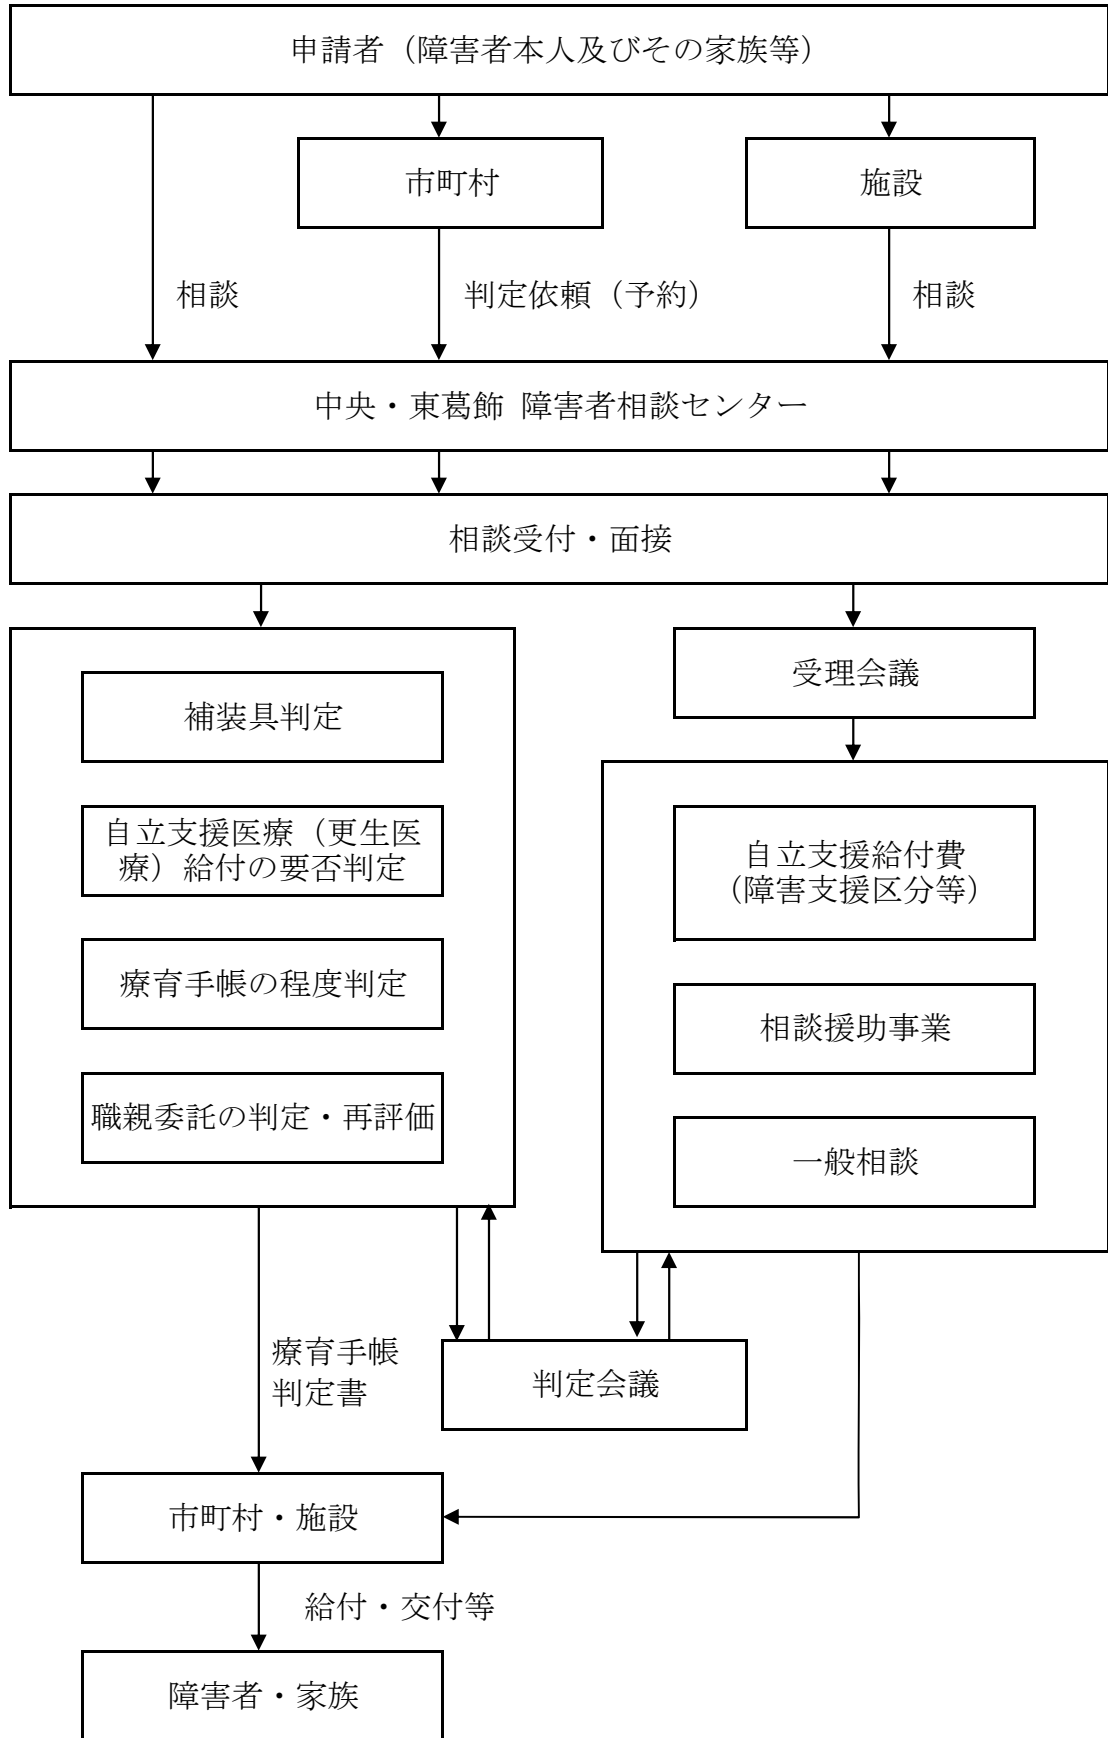 申請者（障害者本人及びその家族等）
市町村
施設
相談
判定依頼（予約）
相談
中央・東葛飾 障害者相談センター
相談受付・面接
補装具判定
自立支援医療（更生医
療）給付の要否判定
療育手帳の程度判定
職親委託の判定・再評価
受理会議
自立支援給付費
（障害支援区分等）
相談援助事業
一般相談
療育手帳
判定書
判定会議
市町村・施設
給付・交付等
障害者・家族